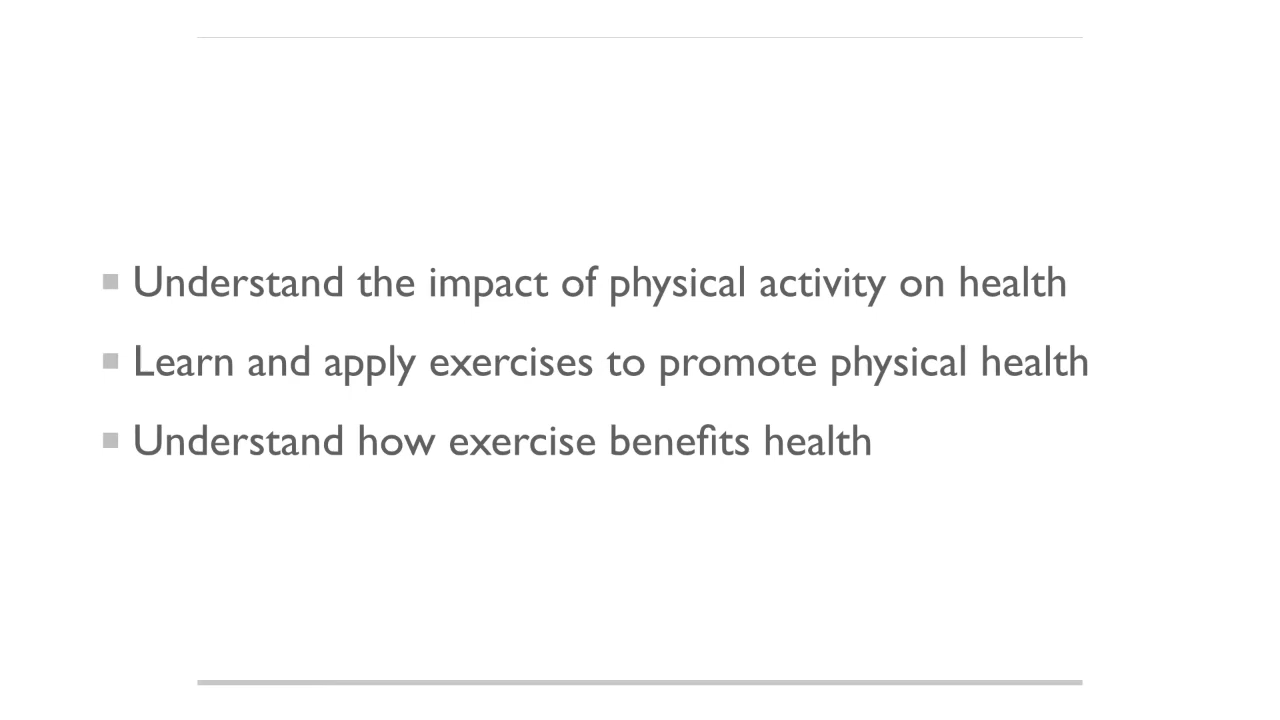 Understand the impact of physical activity on health
Learn and apply exercises to promote physical health
Understand how exercise benefits health